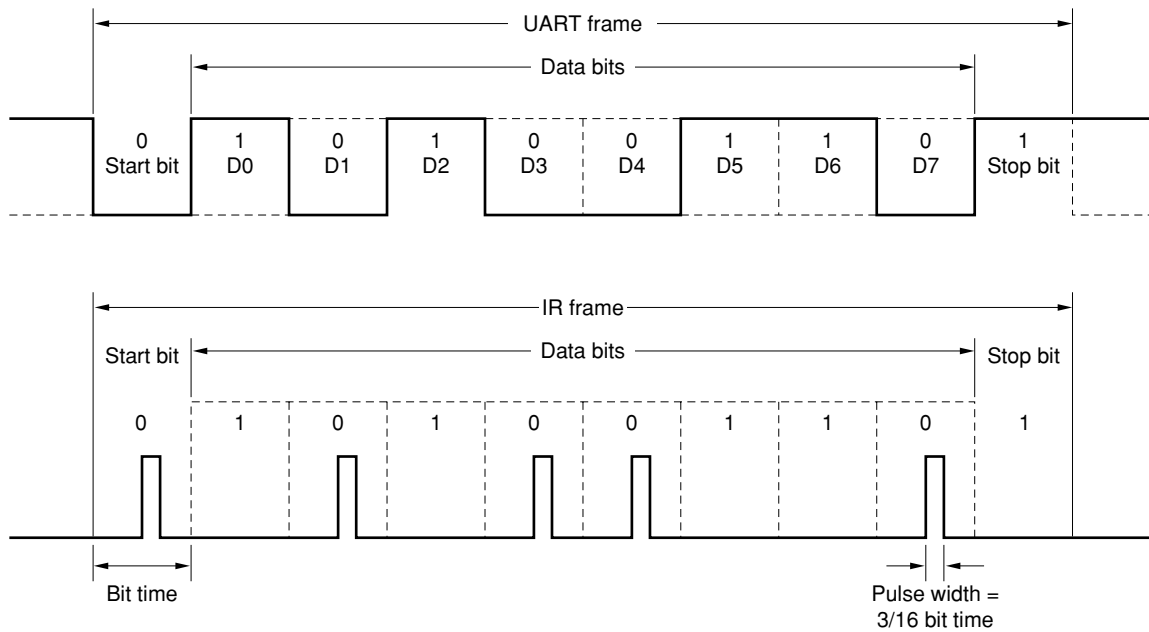 UART frame
Data bits
0 1 0 1 0 0 1 1 0 1
Start bit D0 D1 D2 D3 D4 D5 D6 D7 Stop bit
IR frame
Start bit Data bits Stop bit
0 1 0 1 0 0 1 1 0 1
Bit time Pulse width =
3/16 bit time